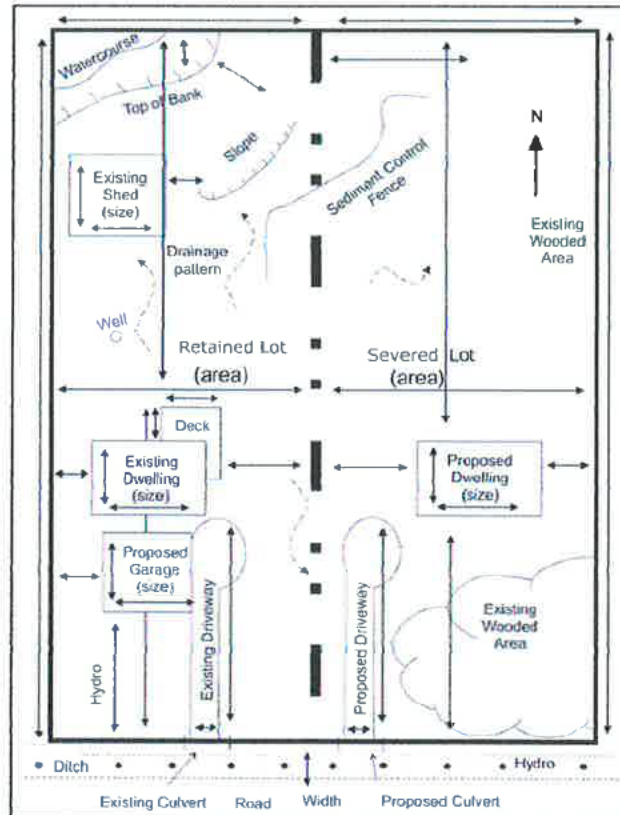 Watercourse
Top of Bank
Slope
Sediment Control
Fence
N
Existing
Shed
(size)
Existing
Wooded
Area
Drainage
pattern
Well
Retained Lot
(area)
Severed Lot
(area)
Deck
Existing
Dwelling
(size)
Proposed
Dwelling
(size)
Proposed
Garage
(size)
Existing Driveway
Proposed Driveway
Existing
Wooded
Area
Hydro
Ditch
Hydro
Existing Culvert
Road
Width
Proposed Culvert